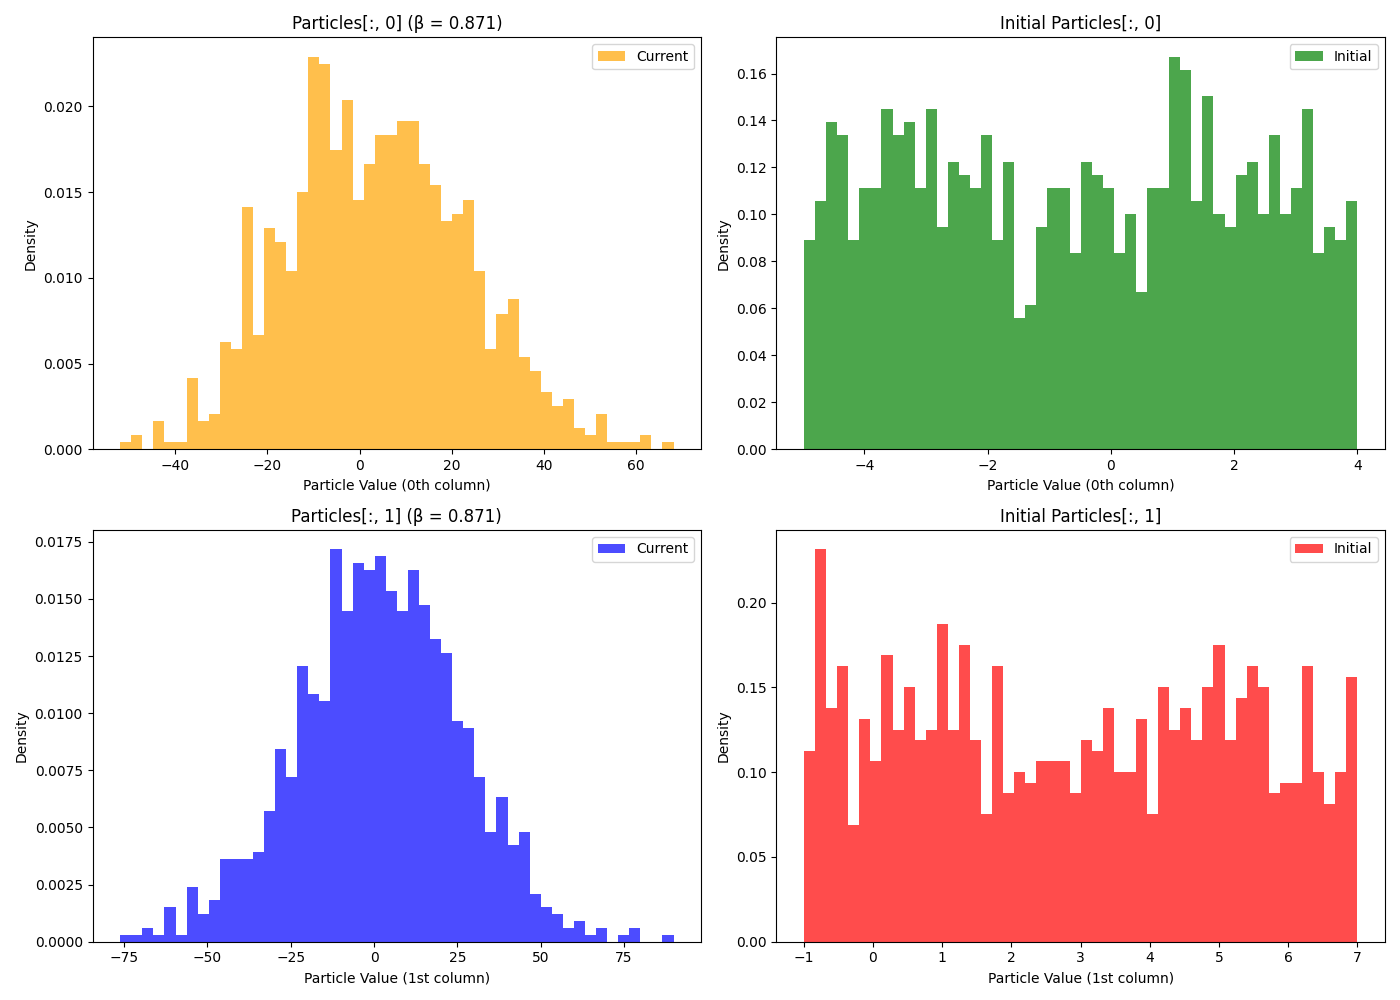 Particles[:, 0] (β = 0.871)
Current
Density
0.020
0.015
0.010
0.005
0.000
−40 −20 0 20 40 60
Particle Value (0th column)
Initial Particles[:, 0]
Initial
Density
0.16
0.14
0.12
0.10
0.08
0.06
0.04
0.02
0.00
−4 −2 0 2 4
Particle Value (0th column)
Particles[:, 1] (β = 0.871)
Current
Density
0.0175
0.0150
0.0125
0.0100
0.0075
0.0050
0.0025
0.0000
−75 −50 −25 0 25 50 75
Particle Value (1st column)
Initial Particles[:, 1]
Initial
Density
0.20
0.15
0.10
0.05
0.00
−1 0 1 2 3 4 5 6 7
Particle Value (1st column)